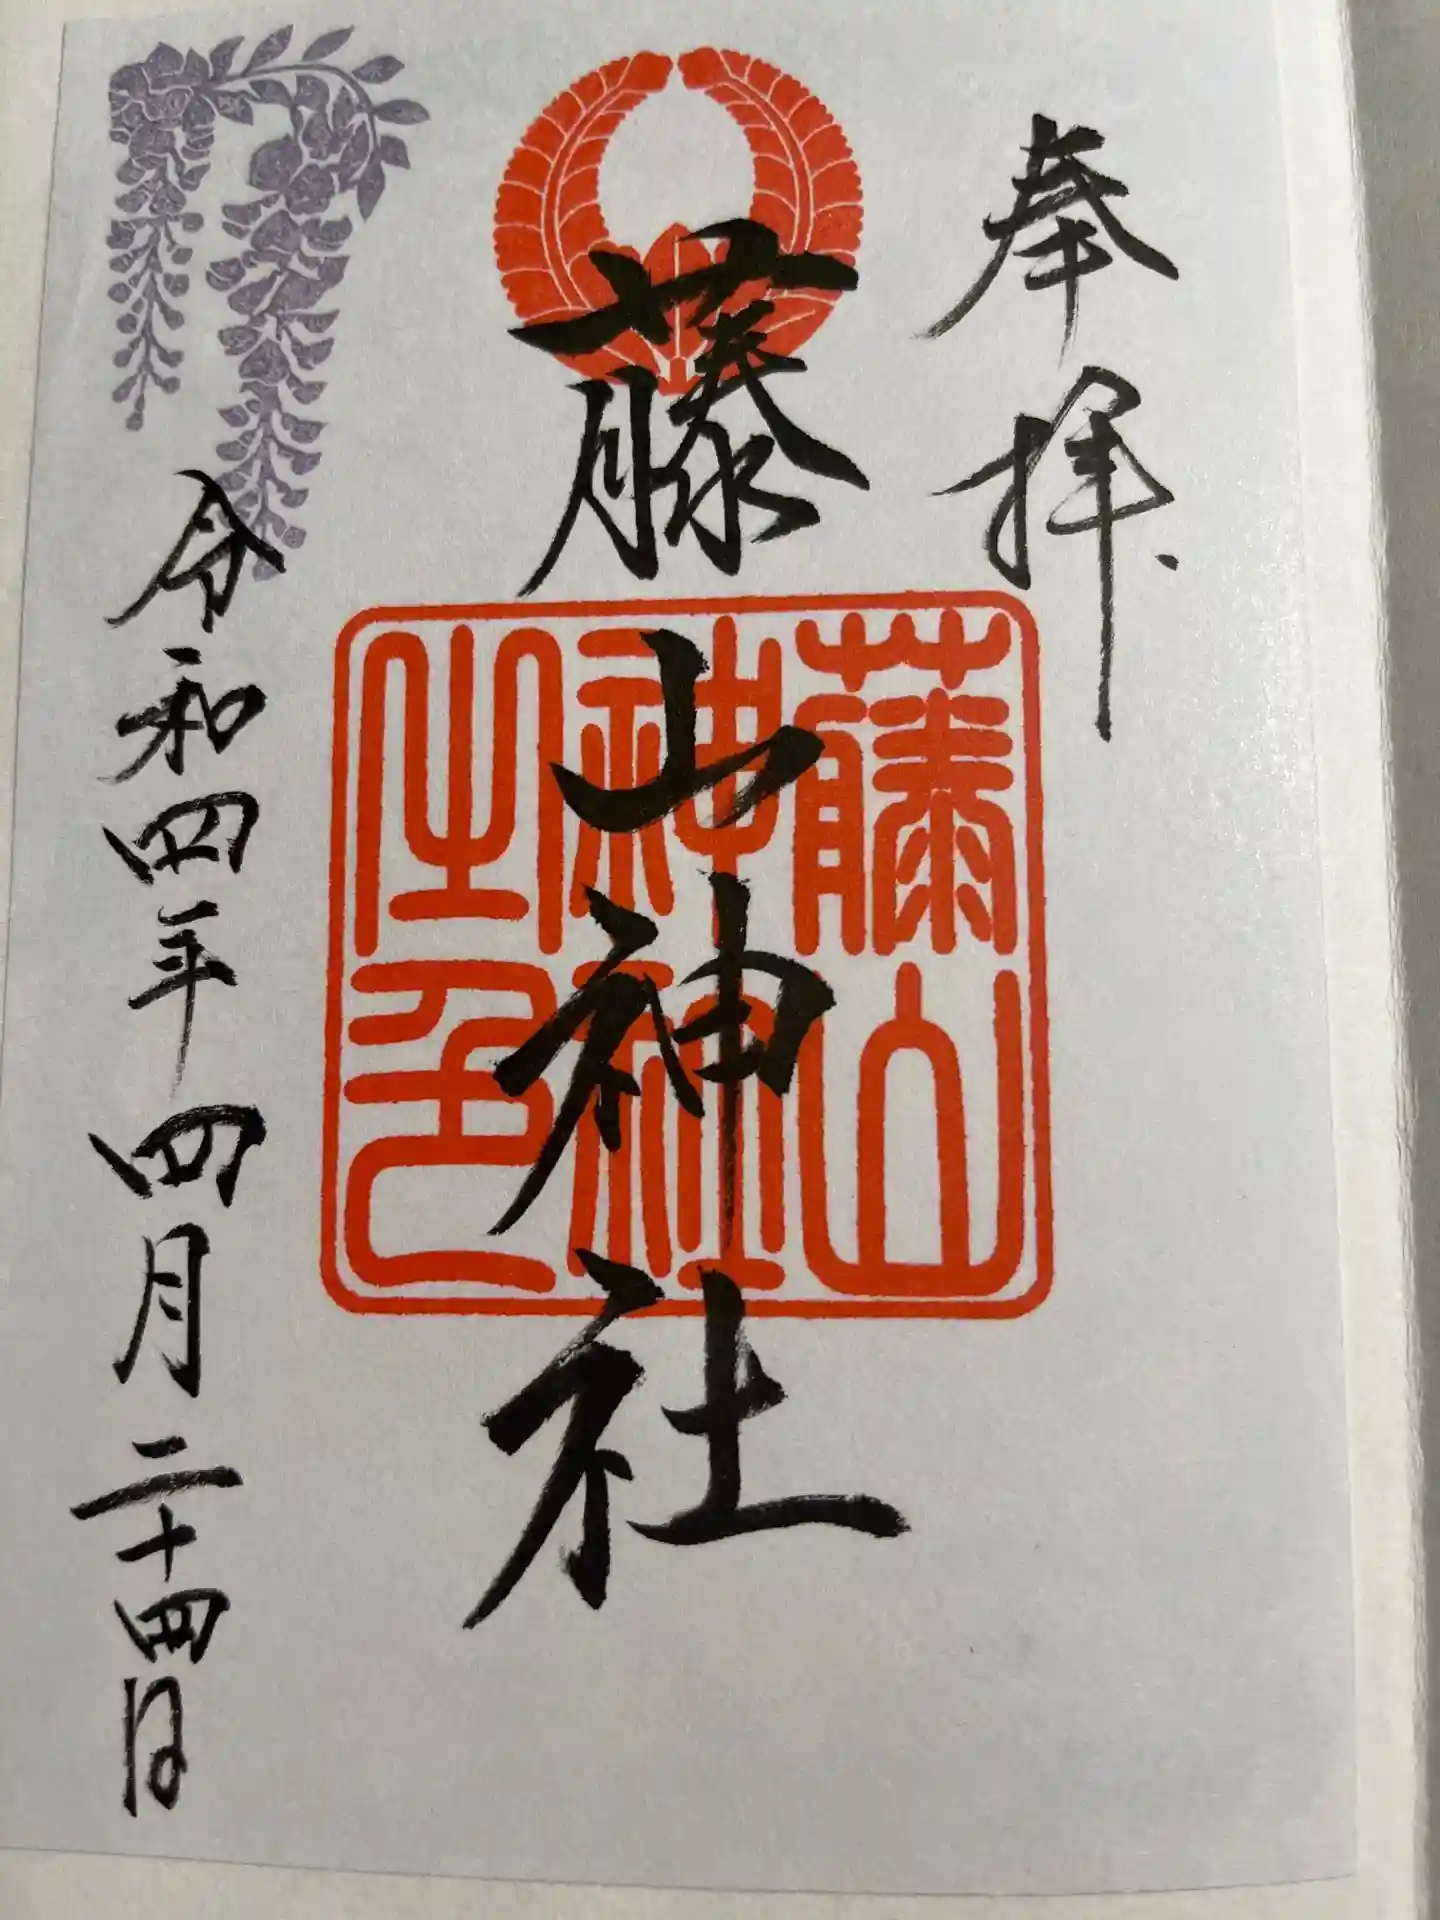 奉拝
藤山神社
藤山
神社
之印
令和四年四月二十四日